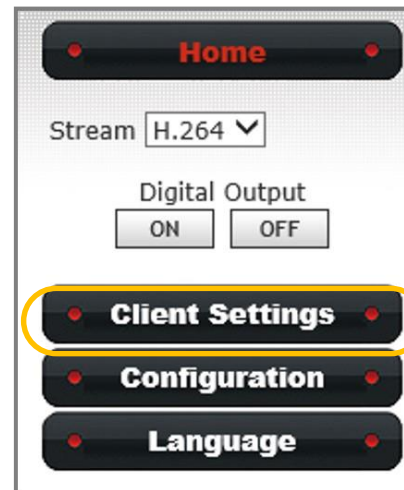 Home
Stream H.264
Digital Output
ON OFF
Client Settings
Configuration
Language